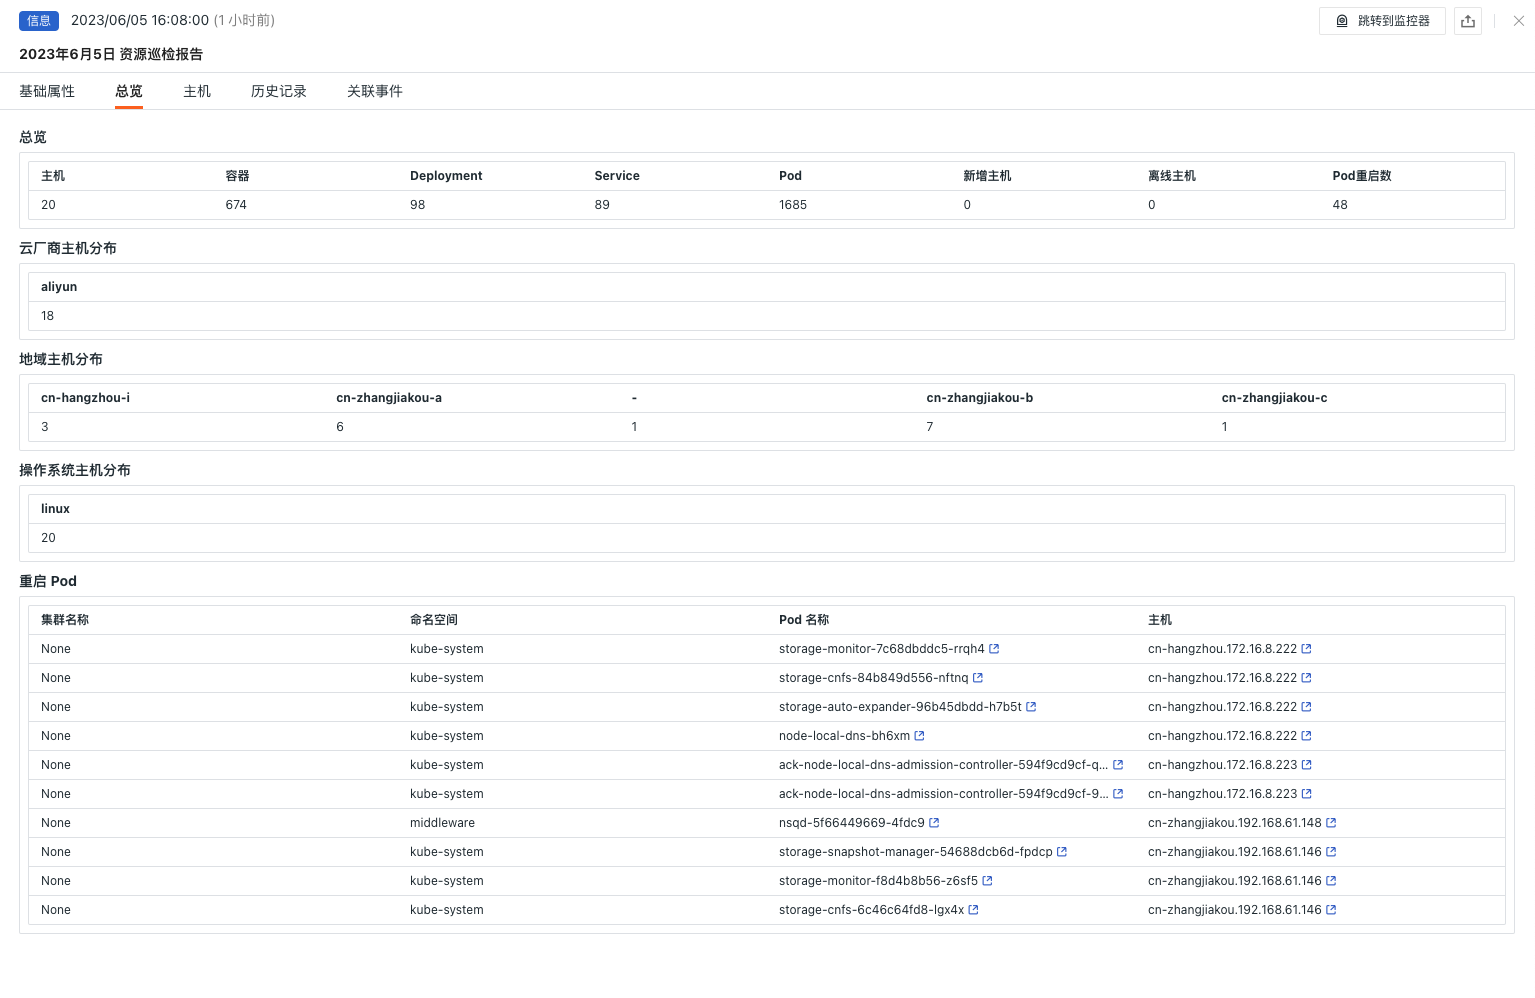 信息 2023/06/05 16:08:00 (1 小时前) 跳转到监控器
2023年6月5日 资源巡检报告
基础属性 总览 主机 历史记录 关联事件
总览
主机 容器 Deployment Service Pod 新增主机 离线主机 Pod重启数
20 674 98 89 1685 0 0 48
云厂商主机分布
aliyun
18
地域主机分布
cn-hangzhou-i cn-zhangjiakou-a - cn-zhangjiakou-b cn-zhangjiakou-c
3 6 1 7 1
操作系统主机分布
linux
20
重启 Pod
集群名称 命名空间 Pod 名称 主机
None kube-system storage-monitor-7c68dbddc5-rrqh4 cn-hangzhou.172.16.8.222
None kube-system storage-cnfs-84b849d556-nftnq cn-hangzhou.172.16.8.222
None kube-system storage-auto-expander-96b45dbdd-h7b5t cn-hangzhou.172.16.8.222
None kube-system node-local-dns-bh6xm cn-hangzhou.172.16.8.222
None kube-system ack-node-local-dns-admission-controller-594f9cd9cf-q... cn-hangzhou.172.16.8.223
None kube-system ack-node-local-dns-admission-controller-594f9cd9cf-9... cn-hangzhou.172.16.8.223
None middleware nsqd-5f66449669-4fdc9 cn-zhangjiakou.192.168.61.148
None kube-system storage-snapshot-manager-54688dcb6d-fpdcp cn-zhangjiakou.192.168.61.146
None kube-system storage-monitor-f8d4b8b56-z6sf5 cn-zhangjiakou.192.168.61.146
None kube-system storage-cnfs-6c46c64fd8-lgx4x cn-zhangjiakou.192.168.61.146